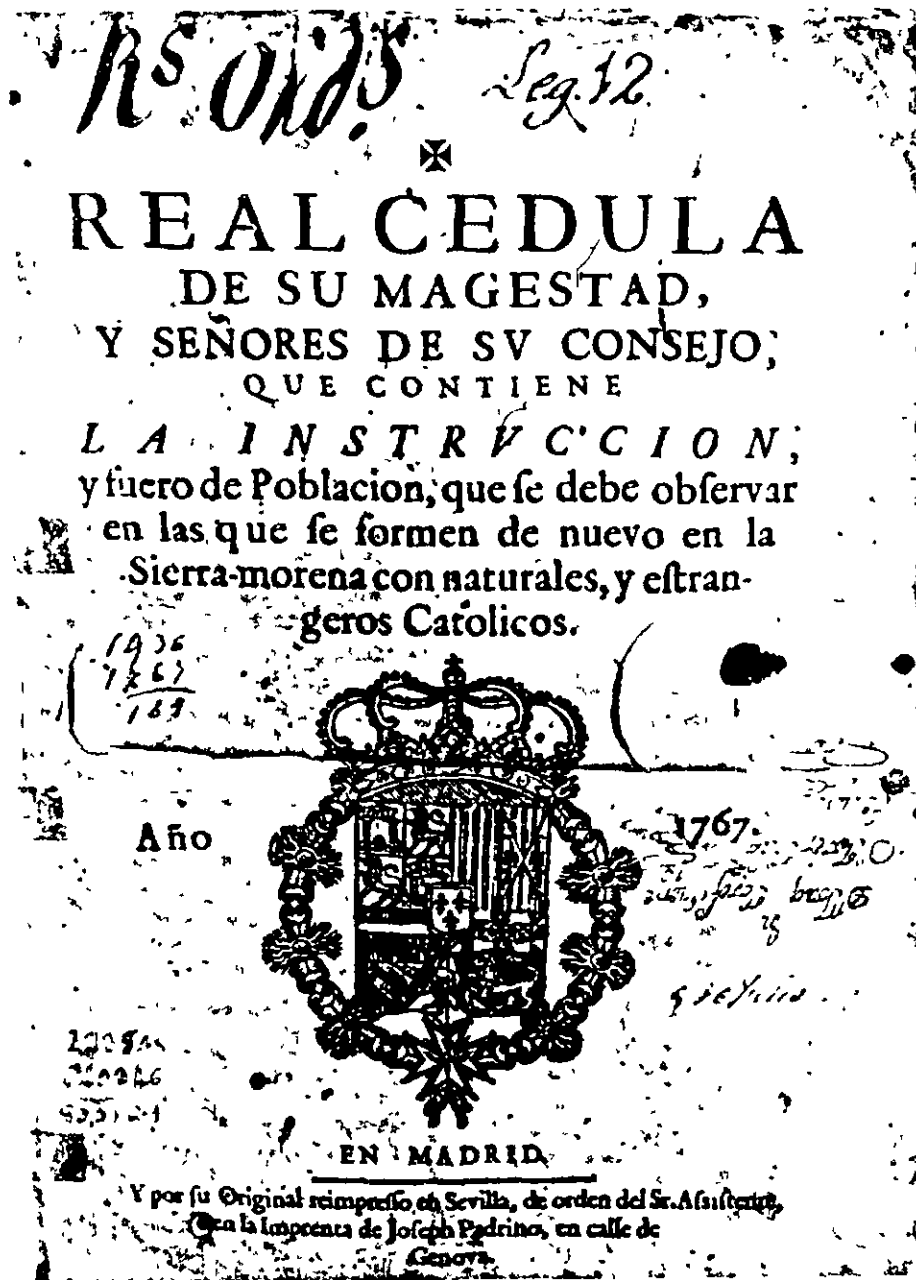 Rs Ords.
Leg. 12
✠
REAL CEDULA
DE SU MAGESTAD,
Y SEÑORES DE SV CONSEJO,
QUE CONTIENE
LA INSTRVCCION,
y fuero de Poblacion, que ſe debe obſervar
en las que ſe formen de nuevo en la
Sierra-morena con naturales, y eſtran-
geros Catolicos.
Año 1767.
EN MADRID
Y por ſu Original reimpreſſo en Sevilla, de orden del Sr. Aſsiſtente,
en la Imprenta de Joſeph Padrino, en calle de
Genova.